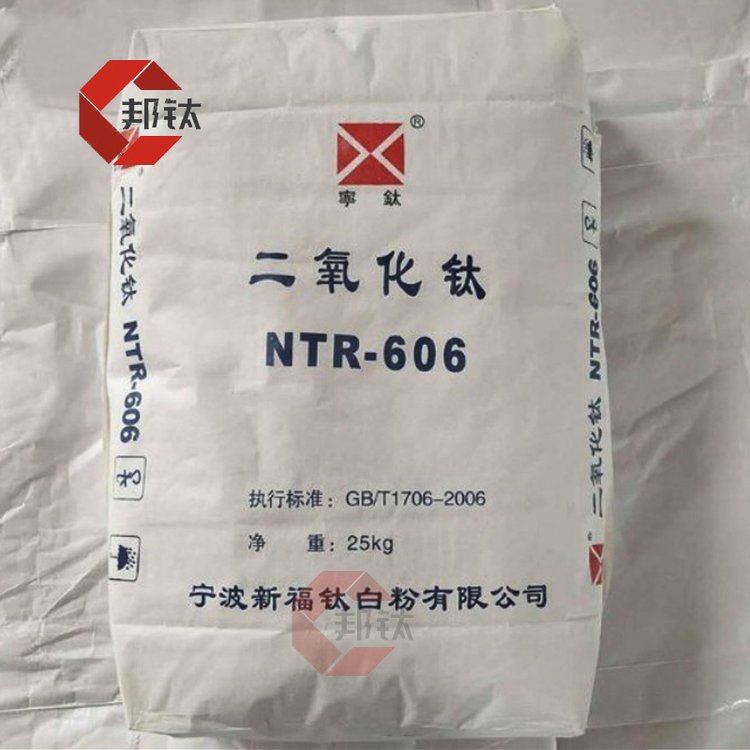 邦钛
®
寧 鈦
二氧化钛
NTR-606
执行标准：GB/T1706-2006
净 重：25kg
宁波新福钛白粉有限公司
邦钛
二氧化钛 NTR-606
二氧化钛 NTR-606